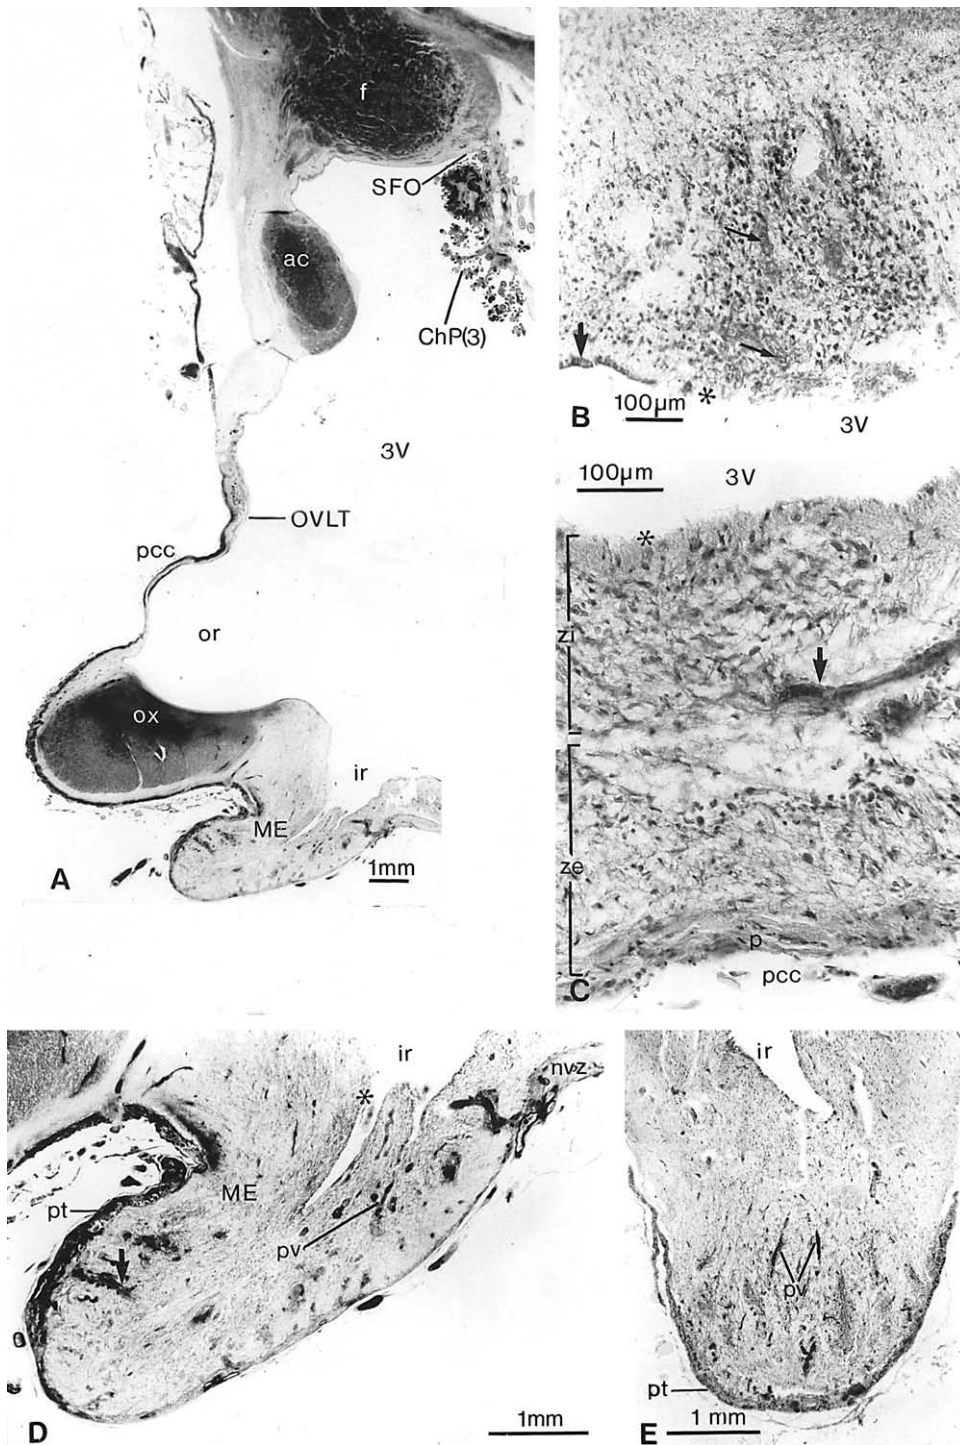 f
SFO
ac
ChP(3)
3V
OVLT
pcc
or
ox
ir
ME
A
1mm
*
B
100µm
3V
100µm
3V
*
zi
ze
p
pcc
C
ir
*
nvz
ME
pt
pv
D
1mm
ir
pv
pt
E
1 mm